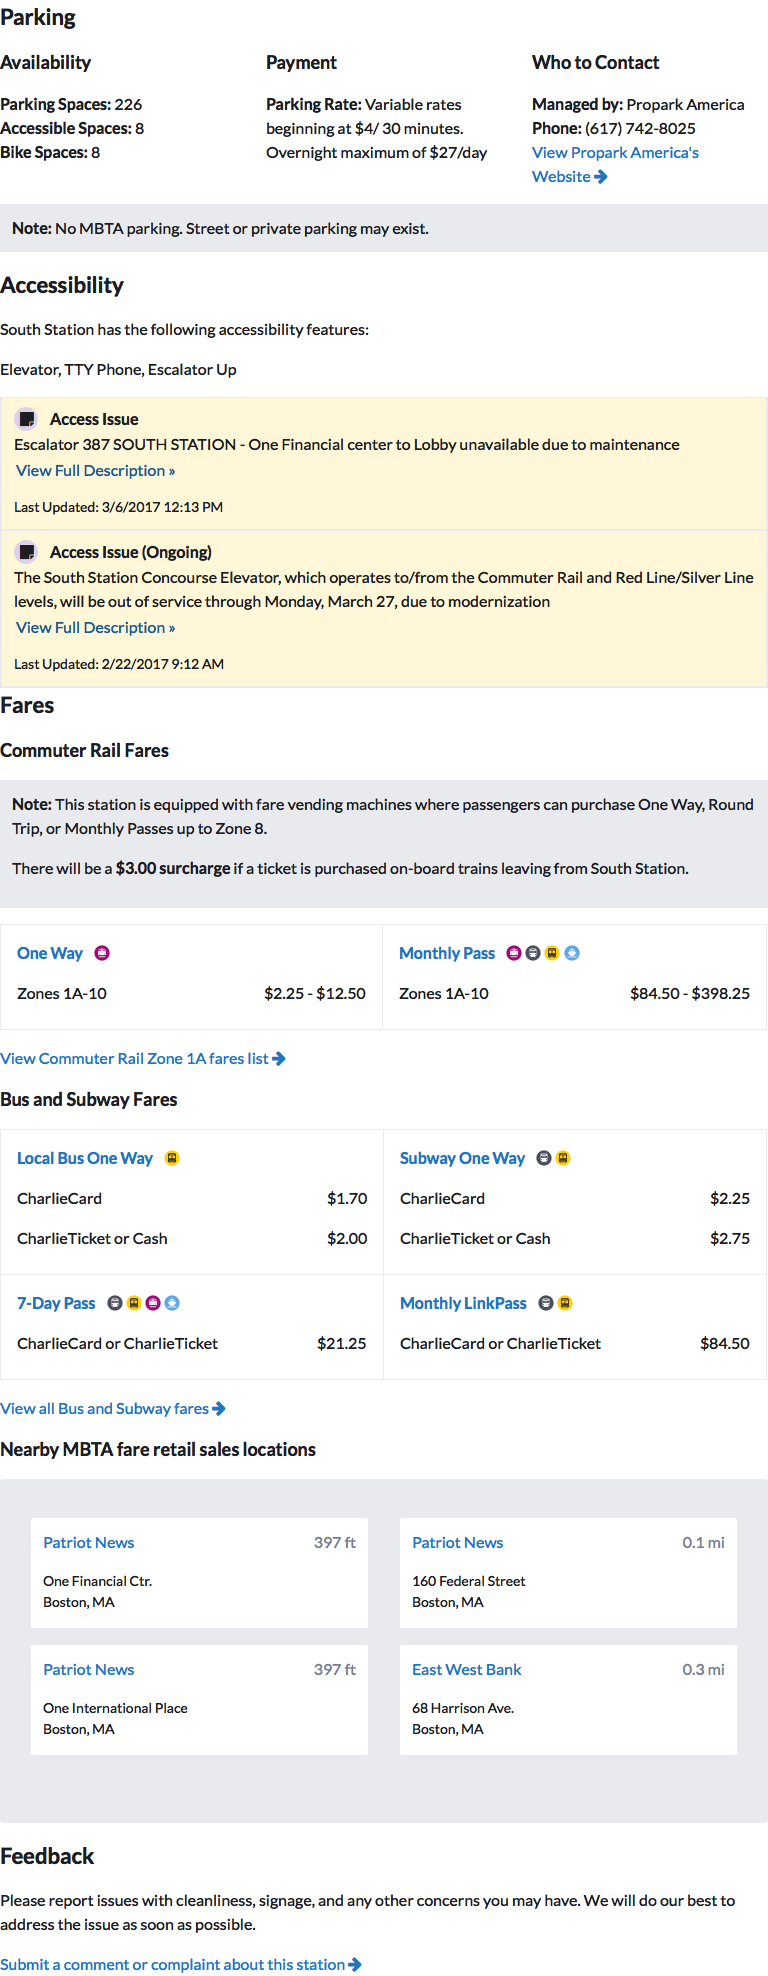 Parking
Availability
Parking Spaces: 226
Accessible Spaces: 8
Bike Spaces: 8
Payment
Parking Rate: Variable rates
beginning at $4/ 30 minutes.
Overnight maximum of $27/day
Who to Contact
Managed by: Propark America
Phone: (617) 742-8025
View Propark America's
Website
Note: No MBTA parking. Street or private parking may exist.
Accessibility
South Station has the following accessibility features:
Elevator, TTY Phone, Escalator Up
Access Issue
Escalator 387 SOUTH STATION - One Financial center to Lobby unavailable due to maintenance
View Full Description »
Last Updated: 3/6/2017 12:13 PM
Access Issue (Ongoing)
The South Station Concourse Elevator, which operates to/from the Commuter Rail and Red Line/Silver Line
levels, will be out of service through Monday, March 27, due to modernization
View Full Description »
Last Updated: 2/22/2017 9:12 AM
Fares
Commuter Rail Fares
Note: This station is equipped with fare vending machines where passengers can purchase One Way, Round
Trip, or Monthly Passes up to Zone 8.
There will be a $3.00 surcharge if a ticket is purchased on-board trains leaving from South Station.
One Way
Zones 1A-10 $2.25 - $12.50
Monthly Pass
Zones 1A-10 $84.50 - $398.25
View Commuter Rail Zone 1A fares list
Bus and Subway Fares
Local Bus One Way
CharlieCard $1.70
CharlieTicket or Cash $2.00
Subway One Way
CharlieCard $2.25
CharlieTicket or Cash $2.75
7-Day Pass
CharlieCard or CharlieTicket $21.25
Monthly LinkPass
CharlieCard or CharlieTicket $84.50
View all Bus and Subway fares
Nearby MBTA fare retail sales locations
Patriot News 397 ft
One Financial Ctr.
Boston, MA
Patriot News 0.1 mi
160 Federal Street
Boston, MA
Patriot News 397 ft
One International Place
Boston, MA
East West Bank 0.3 mi
68 Harrison Ave.
Boston, MA
Feedback
Please report issues with cleanliness, signage, and any other concerns you may have. We will do our best to
address the issue as soon as possible.
Submit a comment or complaint about this station